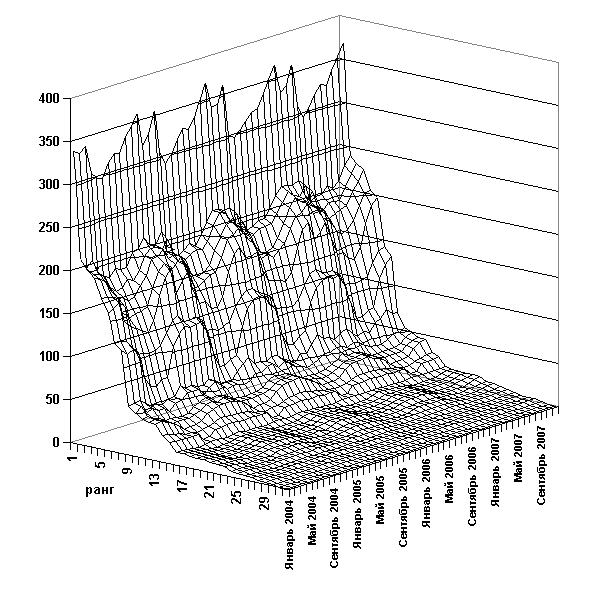 400
350
300
250
200
150
100
50
0
1
5
9
13
17
21
25
29
ранг
Январь 2004
Май 2004
Сентябрь 2004
Январь 2005
Май 2005
Сентябрь 2005
Январь 2006
Май 2006
Сентябрь 2006
Январь 2007
Май 2007
Сентябрь 2007